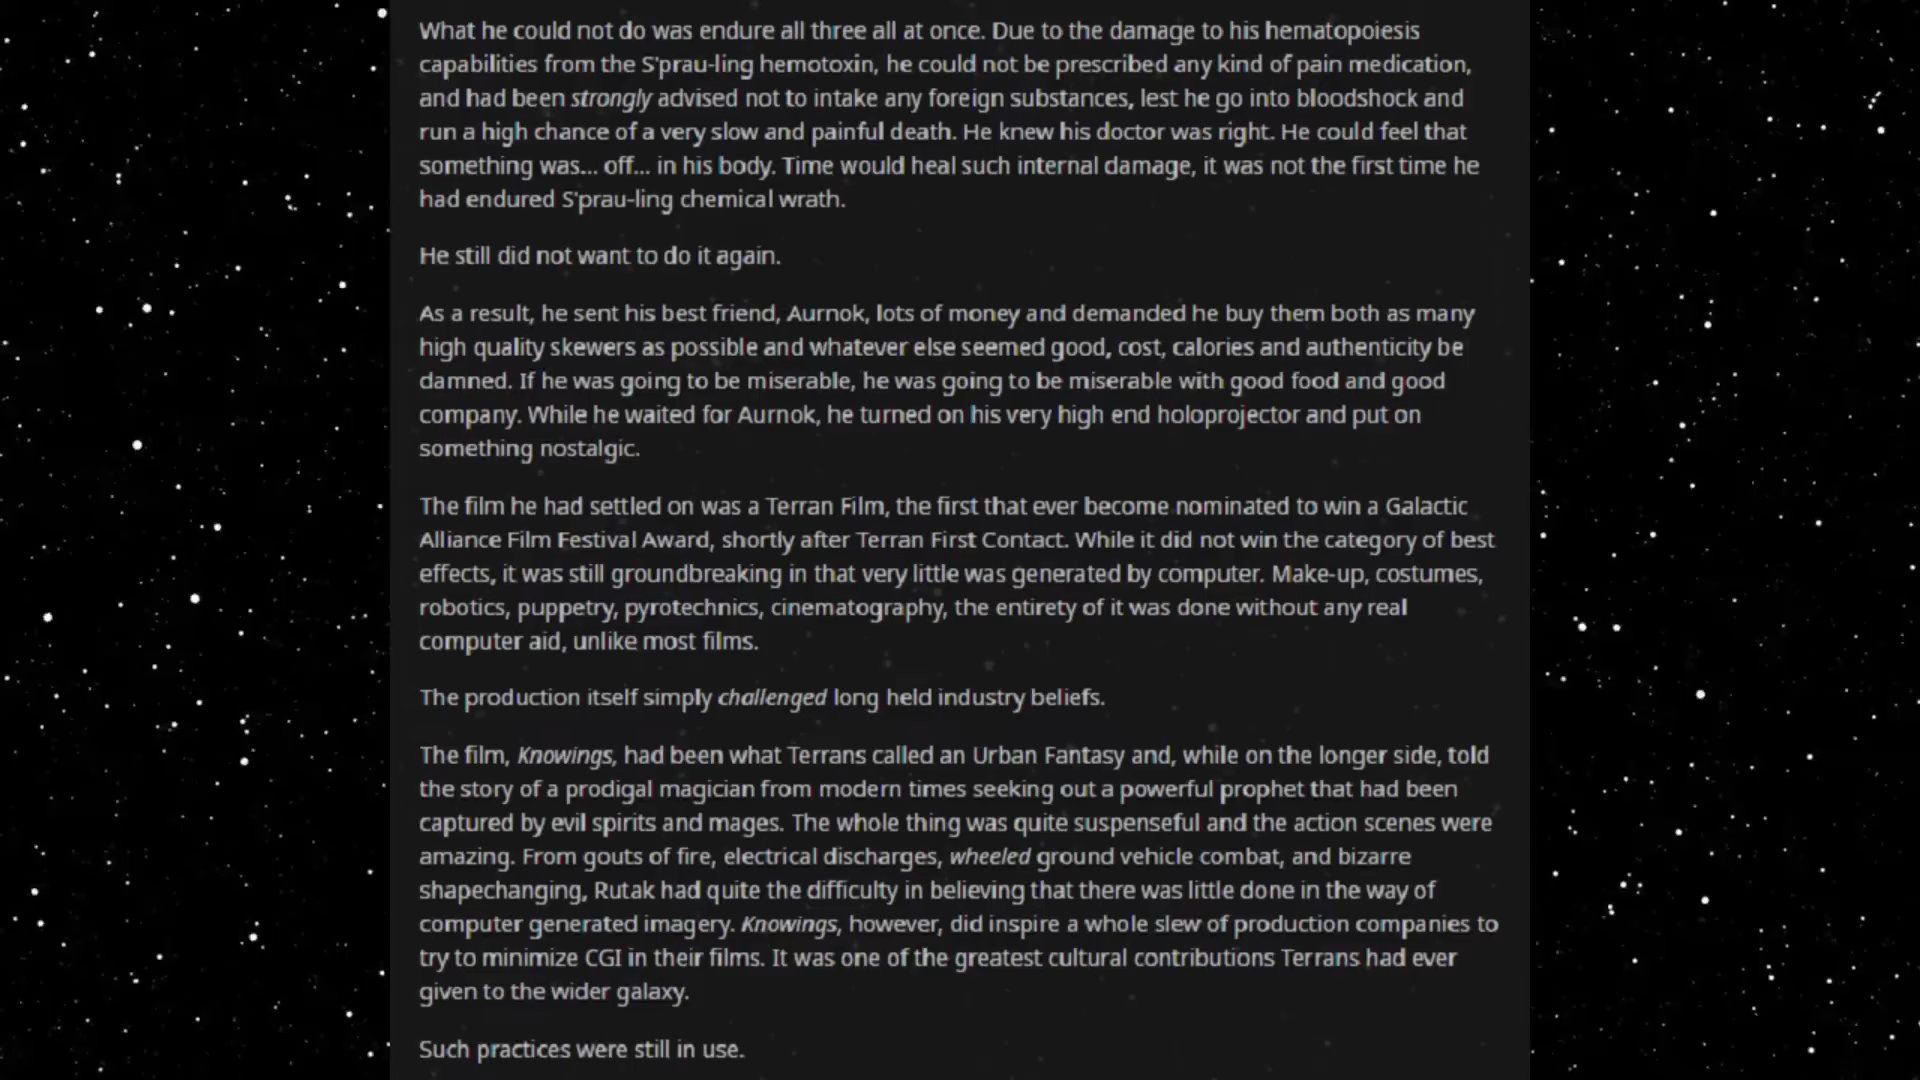 What he could not do was endure all three all at once. Due to the damage to his hematopoiesis
capabilities from the S'prau-ling hemotoxin, he could not be prescribed any kind of pain medication,
and had been strongly advised not to intake any foreign substances, lest he go into bloodshock and
run a high chance of a very slow and painful death. He knew his doctor was right. He could feel that
something was... off... in his body. Time would heal such internal damage, it was not the first time he
had endured S'prau-ling chemical wrath.
He still did not want to do it again.
As a result, he sent his best friend, Aurnok, lots of money and demanded he buy them both as many
high quality skewers as possible and whatever else seemed good, cost, calories and authenticity be
damned. If he was going to be miserable, he was going to be miserable with good food and good
company. While he waited for Aurnok, he turned on his very high end holoprojector and put on
something nostalgic.
The film he had settled on was a Terran Film, the first that ever become nominated to win a Galactic
Alliance Film Festival Award, shortly after Terran First Contact. While it did not win the category of best
effects, it was still groundbreaking in that very little was generated by computer. Make-up, costumes,
robotics, puppetry, pyrotechnics, cinematography, the entirety of it was done without any real
computer aid, unlike most films.
The production itself simply challenged long held industry beliefs.
The film, Knowings, had been what Terrans called an Urban Fantasy and, while on the longer side, told
the story of a prodigal magician from modern times seeking out a powerful prophet that had been
captured by evil spirits and mages. The whole thing was quite suspenseful and the action scenes were
amazing. From gouts of fire, electrical discharges, wheeled ground vehicle combat, and bizarre
shapechanging, Rutak had quite the difficulty in believing that there was little done in the way of
computer generated imagery. Knowings, however, did inspire a whole slew of production companies to
try to minimize CGI in their films. It was one of the greatest cultural contributions Terrans had ever
given to the wider galaxy.
Such practices were still in use.